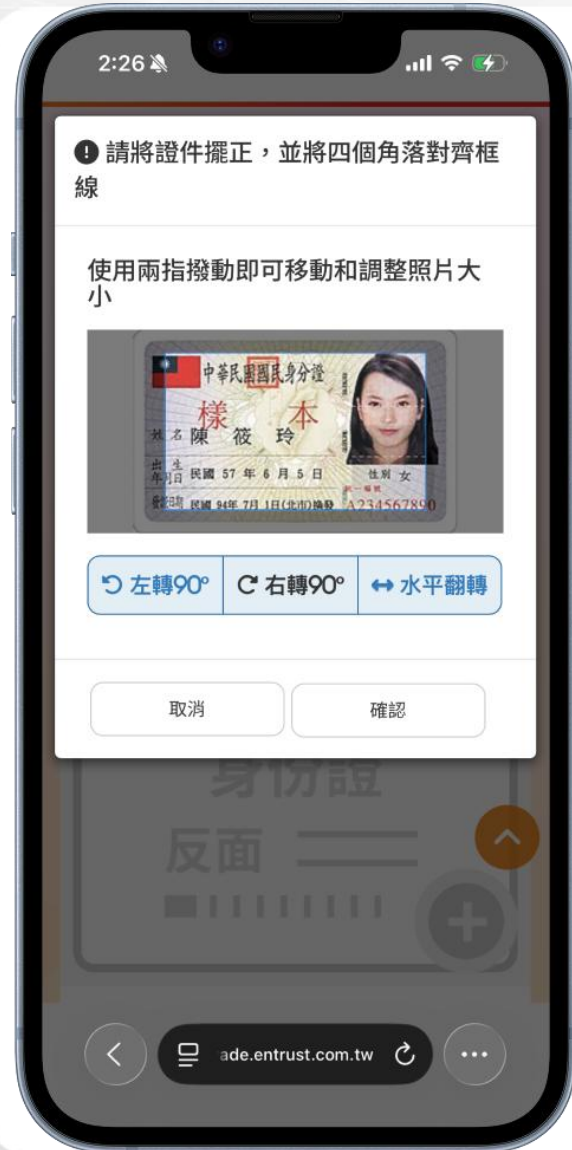 2:26
請將證件擺正，並將四個角落對齊框
線
使用兩指撥動即可移動和調整照片大
小
中華民國國民身分證
樣本
姓名 陳筱玲
出生年月日 民國 57 年 6 月 5 日 性別 女
發證日期 民國 94年 7月 1日(北市)換發
統一編號
A234567890
左轉90° 右轉90° 水平翻轉
取消 確認
身份證
反面
ade.entrust.com.tw